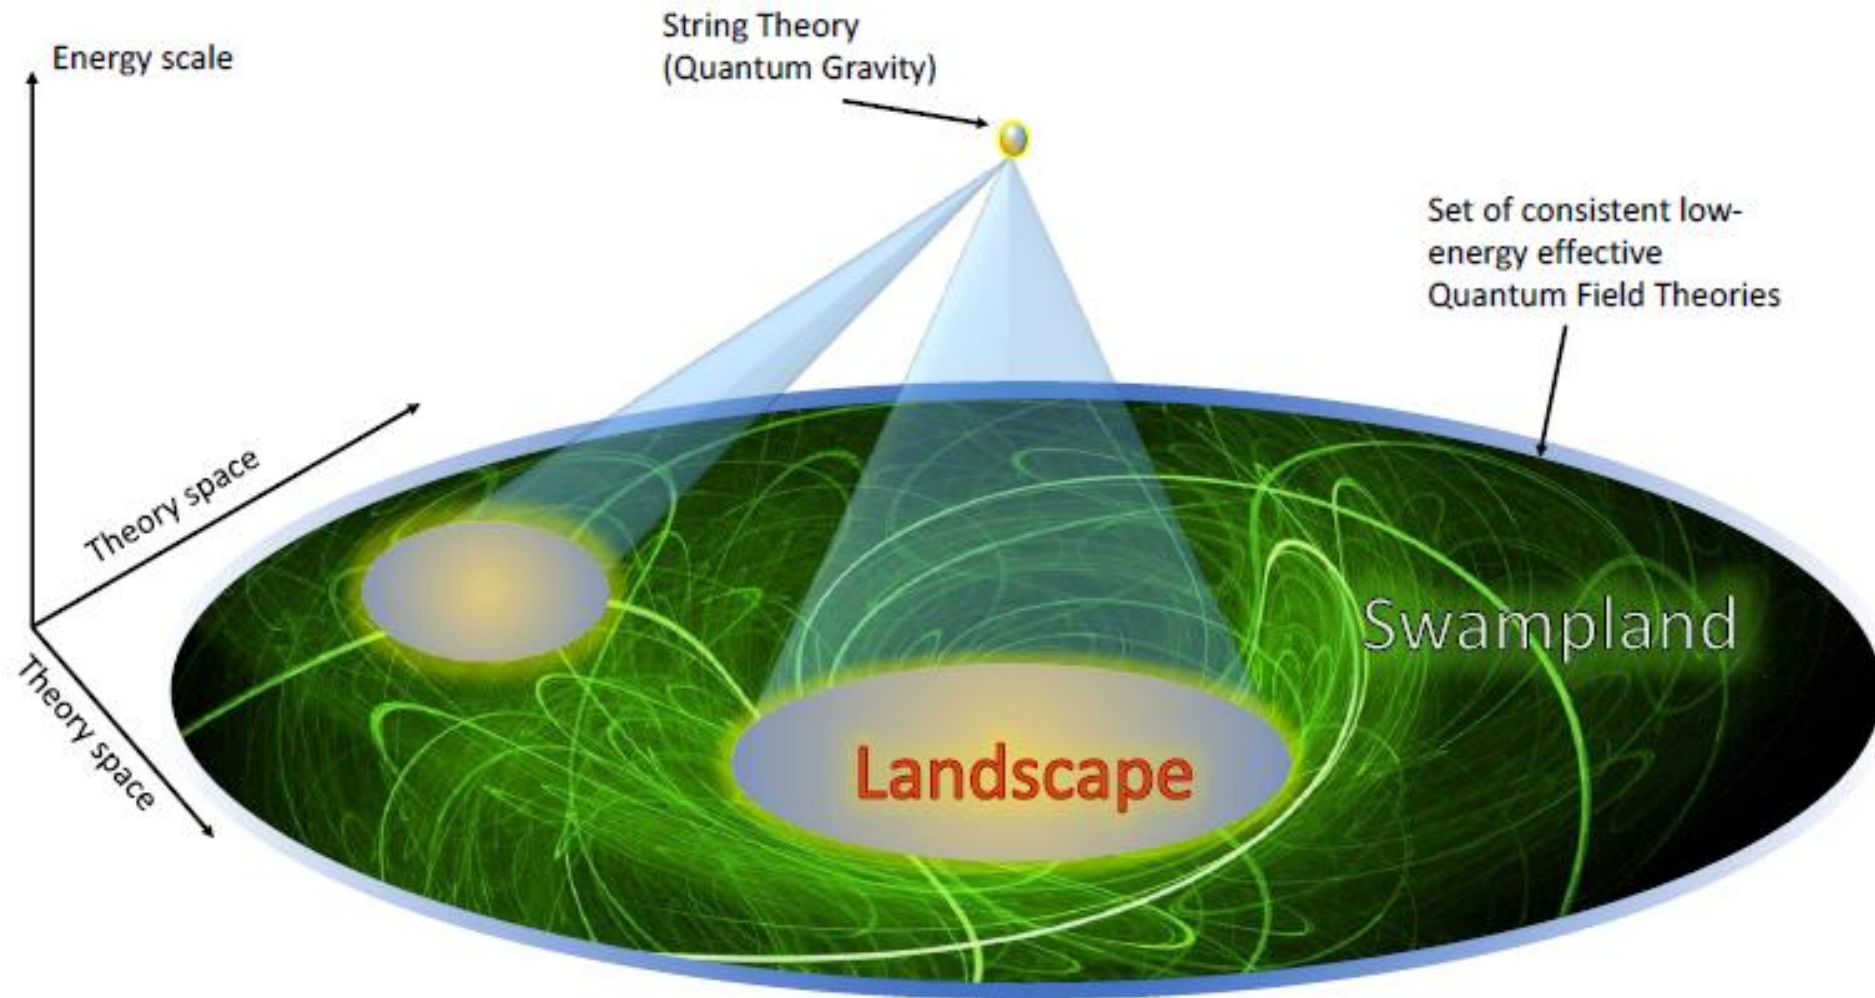 String Theory
(Quantum Gravity)
Energy scale
Set of consistent low-
energy effective
Quantum Field Theories
Theory space
Theory space
Swampland
Landscape